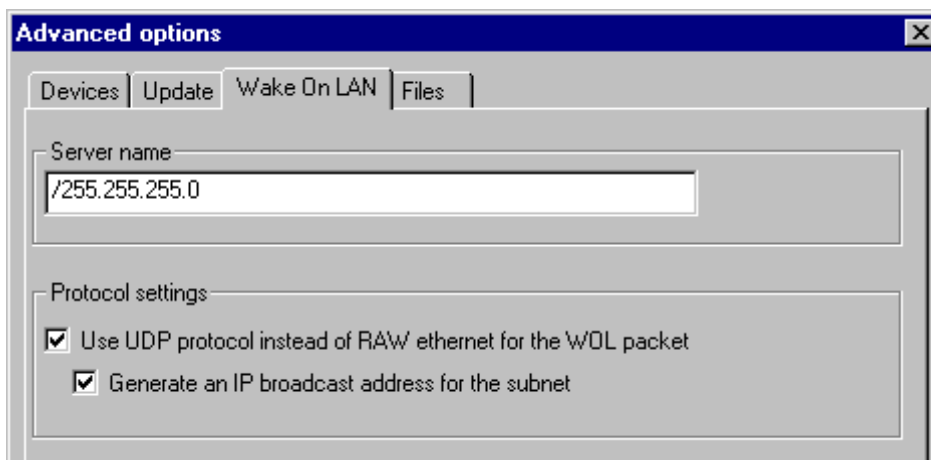 Advanced options
Devices Update Wake On LAN Files
Server name
/255.255.255.0
Protocol settings
Use UDP protocol instead of RAW ethernet for the WOL packet
Generate an IP broadcast address for the subnet